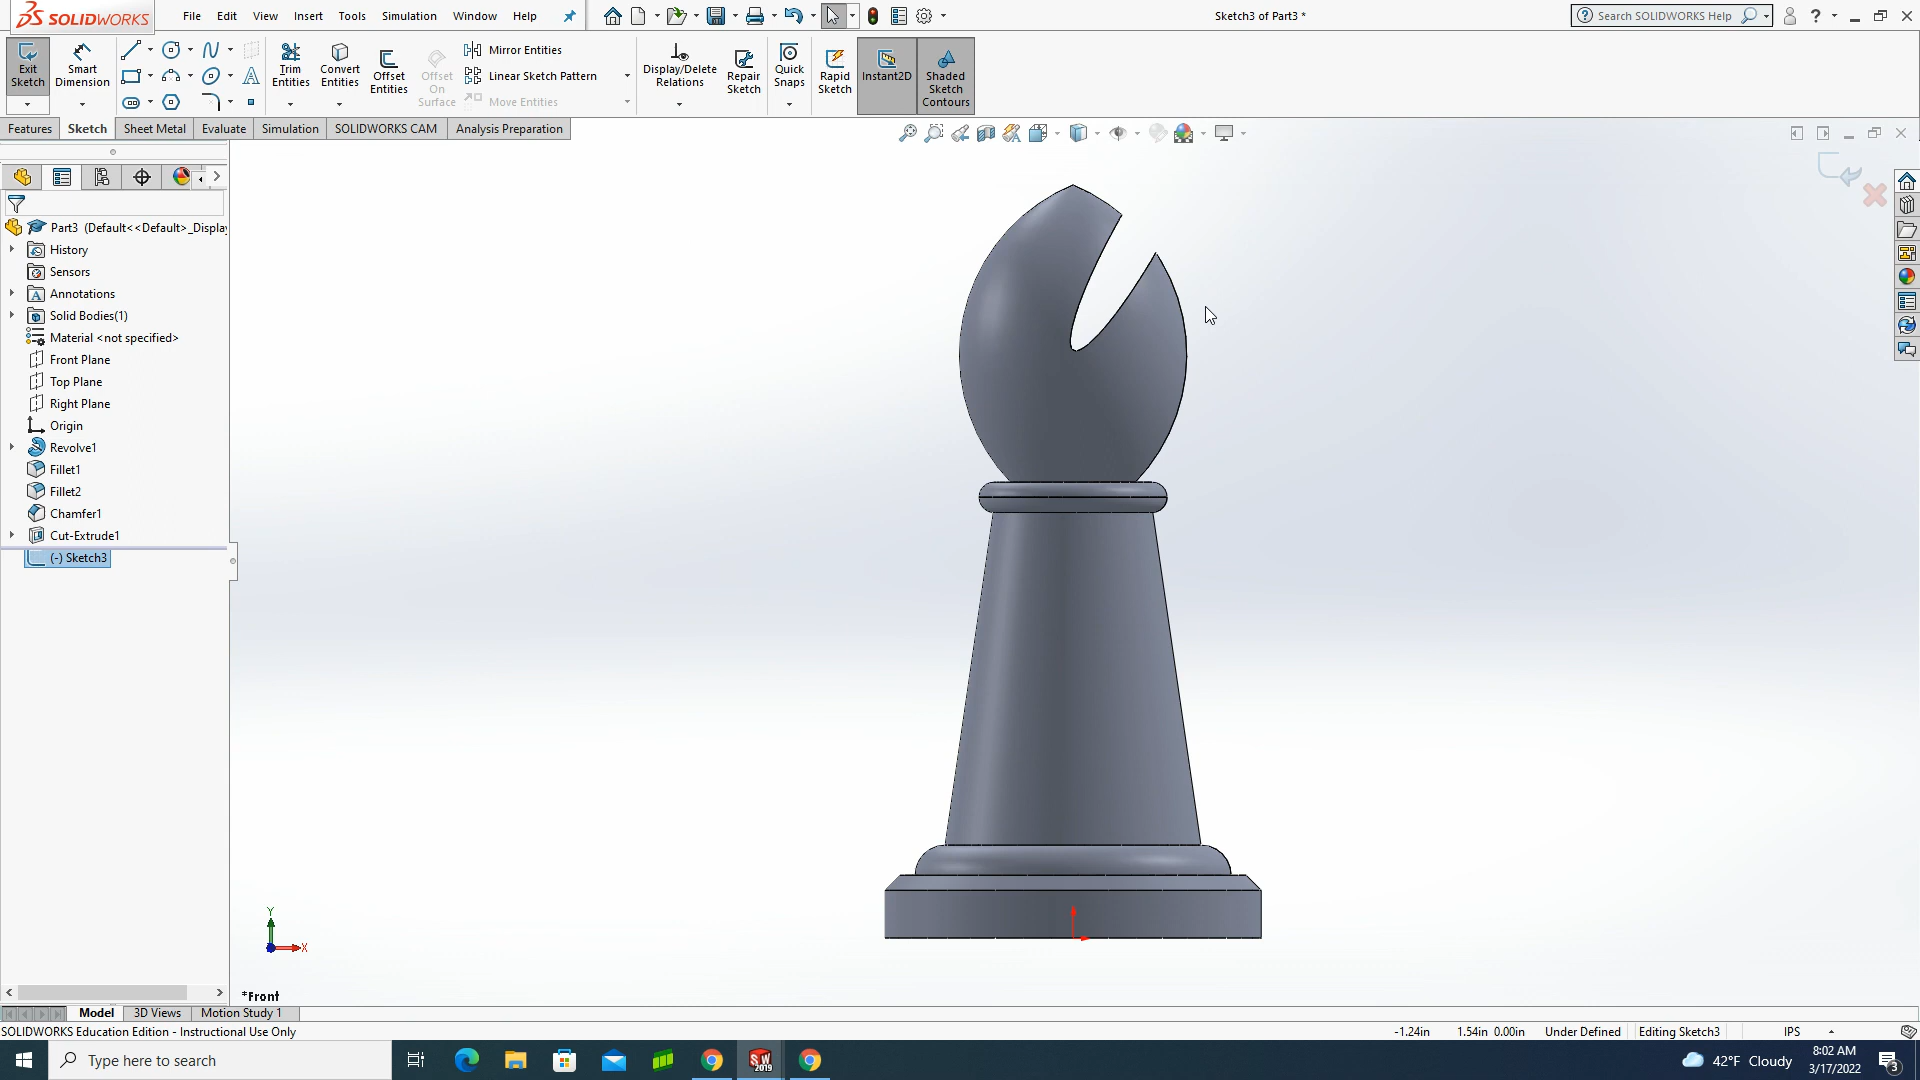 SOLIDWORKS
File Edit View Insert Tools Simulation Window Help
Sketch3 of Part3 *
Search SOLIDWORKS Help
Exit Sketch
Smart Dimension
Trim Entities
Convert Entities
Offset Entities
Offset On Surface
Mirror Entities
Linear Sketch Pattern
Move Entities
Display/Delete Relations
Repair Sketch
Quick Snaps
Rapid Sketch
Instant2D
Shaded Sketch Contours
Features Sketch Sheet Metal Evaluate Simulation SOLIDWORKS CAM Analysis Preparation
Part3 (Default<<Default>_Display
History
Sensors
Annotations
Solid Bodies(1)
Material <not specified>
Front Plane
Top Plane
Right Plane
Origin
Revolve1
Fillet1
Fillet2
Chamfer1
Cut-Extrude1
(-) Sketch3
Y
X
*Front
Model 3D Views Motion Study 1
SOLIDWORKS Education Edition - Instructional Use Only
-1.24in 1.54in 0.00in Under Defined Editing Sketch3 IPS
Type here to search
SW 2019
42°F Cloudy
8:02 AM
3/17/2022
3